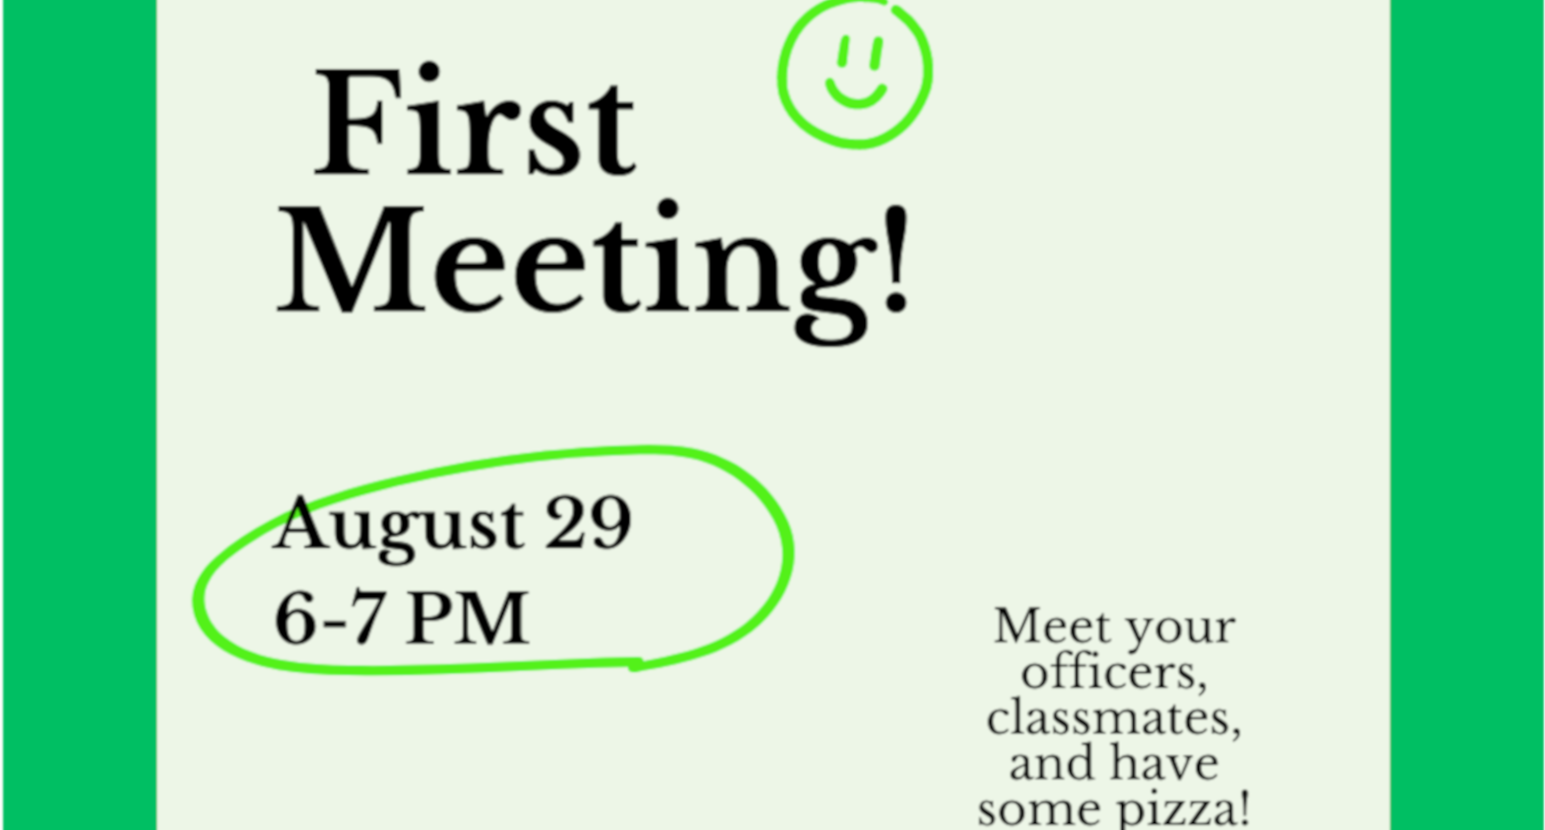 First
Meeting!
August 29
6-7 PM
Meet your
officers,
classmates,
and have
some pizza!